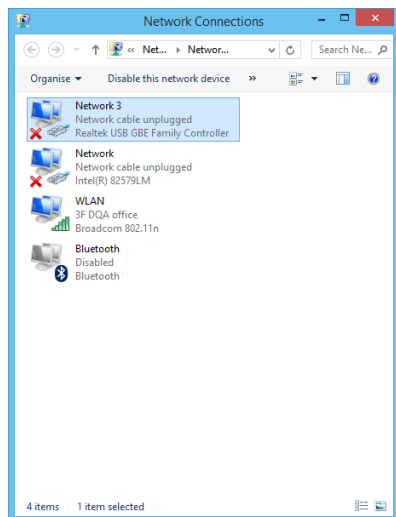 Network Connections
« Net... Networ... Search Ne...
Organise Disable this network device »
Network 3
Network cable unplugged
Realtek USB GBE Family Controller
Network
Network cable unplugged
Intel(R) 82579LM
WLAN
3F DQA office
Broadcom 802.11n
Bluetooth
Disabled
Bluetooth
4 items 1 item selected